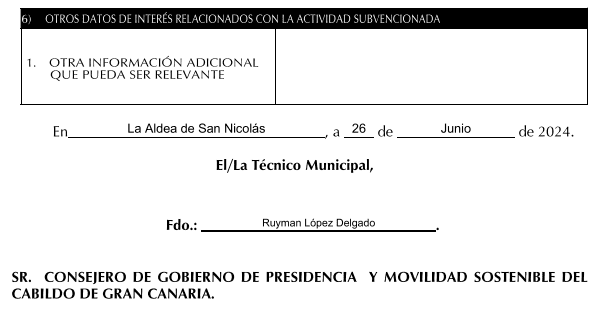 6) OTROS DATOS DE INTERÉS RELACIONADOS CON LA ACTIVIDAD SUBVENCIONADA
1. OTRA INFORMACIÓN ADICIONAL
QUE PUEDA SER RELEVANTE
En La Aldea de San Nicolás, a 26 de Junio de 2024.
El/La Técnico Municipal,
Fdo.: Ruyman López Delgado.
SR. CONSEJERO DE GOBIERNO DE PRESIDENCIA Y MOVILIDAD SOSTENIBLE DEL
CABILDO DE GRAN CANARIA.